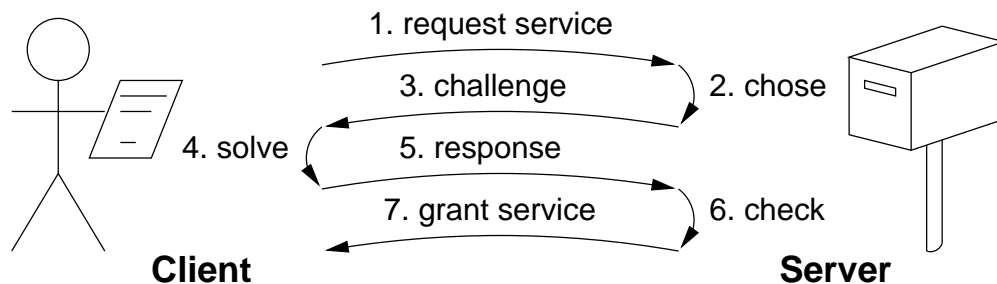 1. request service
3. challenge
2. chose
4. solve
5. response
7. grant service
6. check
Client
Server